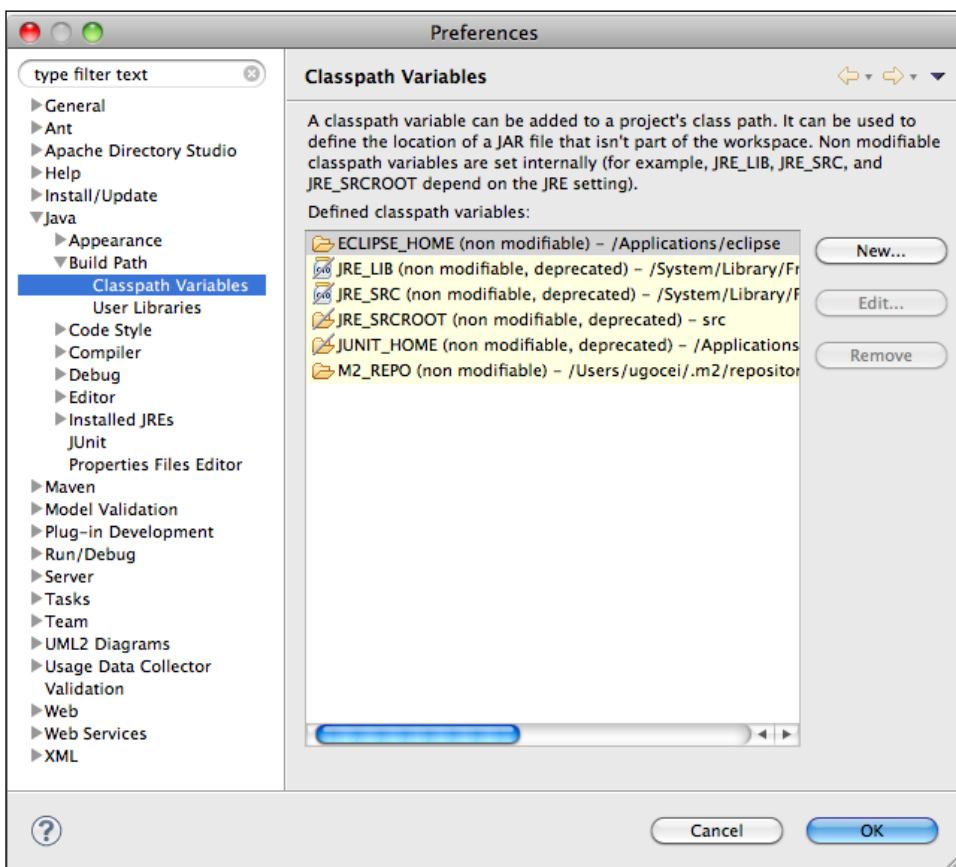 Preferences
type filter text
General
Ant
Apache Directory Studio
Help
Install/Update
Java
Appearance
Build Path
Classpath Variables
User Libraries
Code Style
Compiler
Debug
Editor
Installed JREs
JUnit
Properties Files Editor
Maven
Model Validation
Plug-in Development
Run/Debug
Server
Tasks
Team
UML2 Diagrams
Usage Data Collector
Validation
Web
Web Services
XML
Classpath Variables
A classpath variable can be added to a project's class path. It can be used to
define the location of a JAR file that isn't part of the workspace. Non modifiable
classpath variables are set internally (for example, JRE_LIB, JRE_SRC, and
JRE_SRCROOT depend on the JRE setting).
Defined classpath variables:
ECLIPSE_HOME (non modifiable) – /Applications/eclipse
JRE_LIB (non modifiable, deprecated) – /System/Library/Fr
JRE_SRC (non modifiable, deprecated) – /System/Library/F
JRE_SRCROOT (non modifiable, deprecated) – src
JUNIT_HOME (non modifiable, deprecated) – /Applications
M2_REPO (non modifiable) – /Users/ugocei/.m2/repositor
New...
Edit...
Remove
?
Cancel
OK